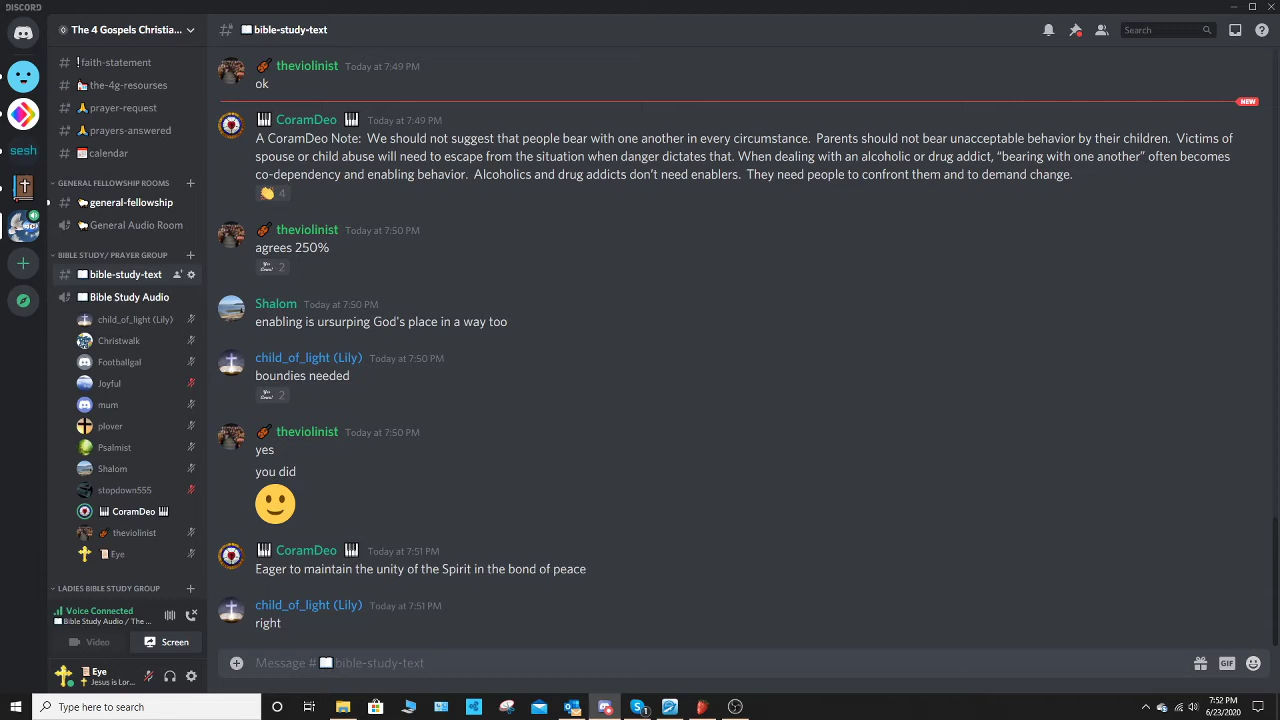 DISCORD
The 4 Gospels Christia...
bible-study-text
Search
faith-statement
the-4g-resourses
prayer-request
prayers-answered
calendar
GENERAL FELLOWSHIP ROOMS
general-fellowship
General Audio Room
BIBLE STUDY/ PRAYER GROUP
bible-study-text
Bible Study Audio
child_of_light (Lily)
Christwalk
Footballgal
Joyful
mum
plover
Psalmist
Shalom
stopdown555
CoramDeo
theviolinist
Eye
LADIES BIBLE STUDY GROUP
Voice Connected
Bible Study Audio / The ...
Video
Screen
Eye
Jesus is Lor...
sesh
theviolinist Today at 7:49 PM
ok
NEW
CoramDeo Today at 7:49 PM
A CoramDeo Note: We should not suggest that people bear with one another in every circumstance. Parents should not bear unacceptable behavior by their children. Victims of
spouse or child abuse will need to escape from the situation when danger dictates that. When dealing with an alcoholic or drug addict, “bearing with one another” often becomes
co-dependency and enabling behavior. Alcoholics and drug addicts don’t need enablers. They need people to confront them and to demand change.
4
theviolinist Today at 7:50 PM
agrees 250%
2
Shalom Today at 7:50 PM
enabling is ursurping God's place in a way too
child_of_light (Lily) Today at 7:50 PM
boundies needed
2
theviolinist Today at 7:50 PM
yes
you did
CoramDeo Today at 7:51 PM
Eager to maintain the unity of the Spirit in the bond of peace
child_of_light (Lily) Today at 7:51 PM
right
Message # bible-study-text
GIF
Type here to search
7:52 PM
6/23/2020